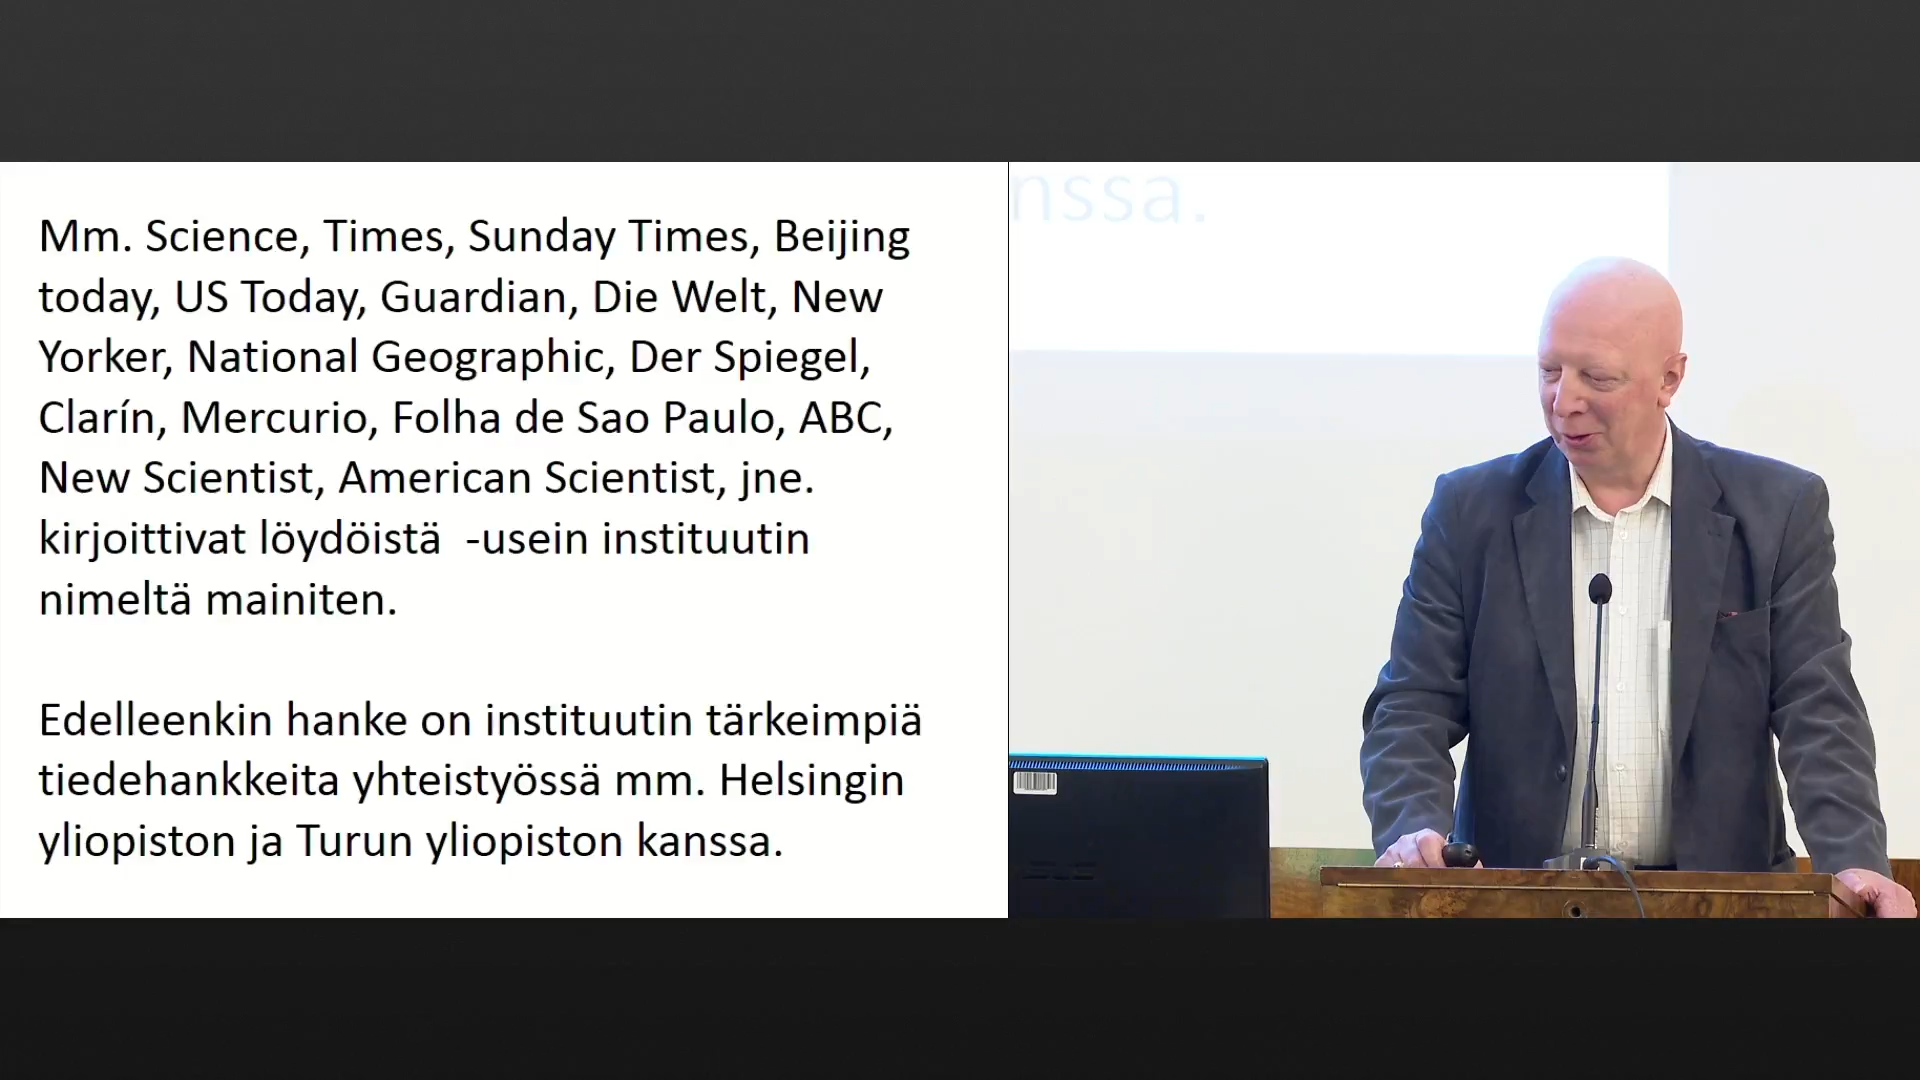 Mm. Science, Times, Sunday Times, Beijing
today, US Today, Guardian, Die Welt, New
Yorker, National Geographic, Der Spiegel,
Clarín, Mercurio, Folha de Sao Paulo, ABC,
New Scientist, American Scientist, jne.
kirjoittivat löydöistä  -usein instituutin
nimeltä mainiten.
Edelleenkin hanke on instituutin tärkeimpiä
tiedehankkeita yhteistyössä mm. Helsingin
yliopiston ja Turun yliopiston kanssa.
nssa.